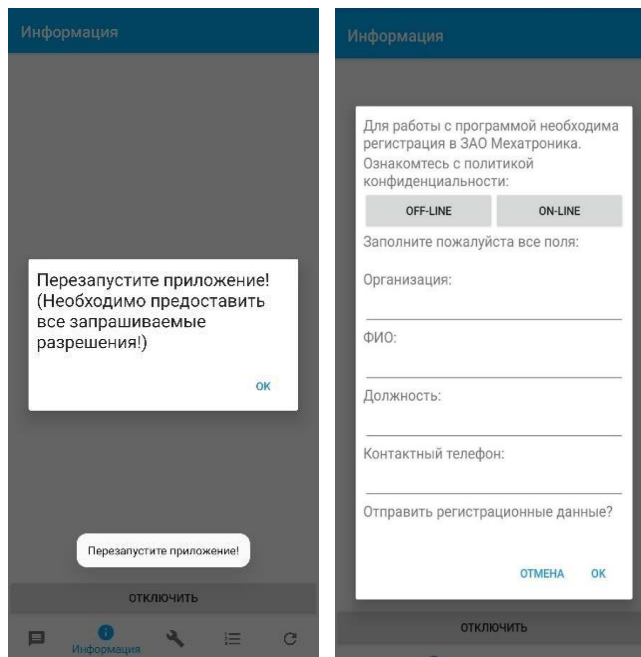 Информация
Перезапустите приложение!
(Необходимо предоставить
все запрашиваемые
разрешения!)
OK
Перезапустите приложение!
ОТКЛЮЧИТЬ
Информация
Информация
Для работы с программой необходима
регистрация в ЗАО Мехатроника.
Ознакомтесь с политикой
конфиденциальности:
OFF-LINE
ON-LINE
Заполните пожалуйста все поля:
Организация:
ФИО:
Должность:
Контактный телефон:
Отправить регистрационные данные?
ОТМЕНА
OK
ОТКЛЮЧИТЬ